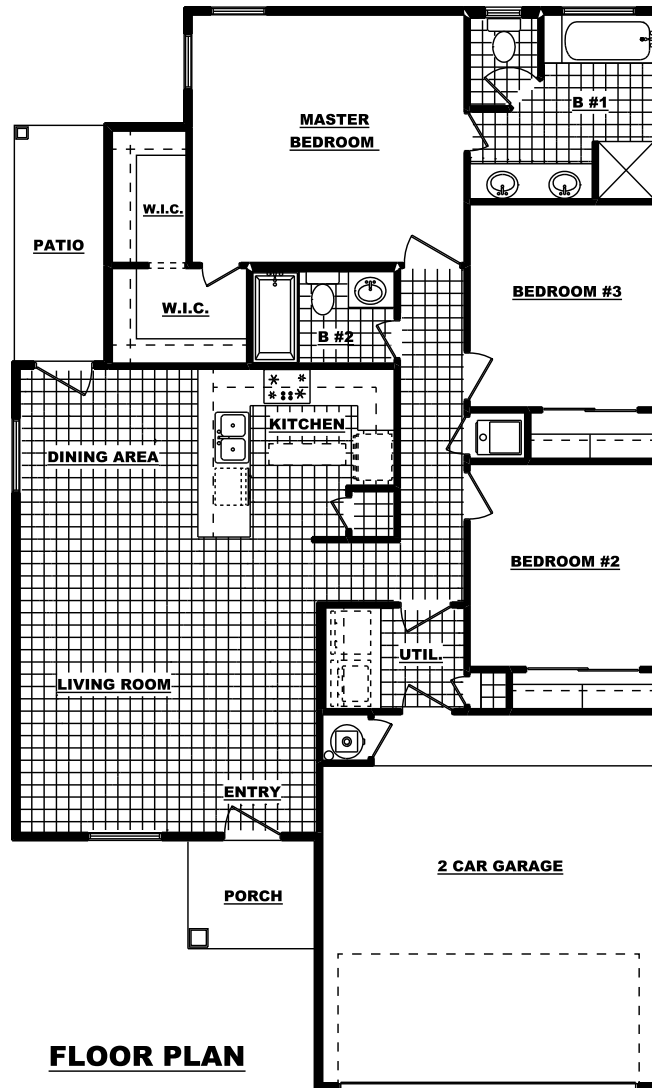 MASTER
BEDROOM
B #1
W.I.C.
PATIO
W.I.C.
BEDROOM #3
B #2
KITCHEN
DINING AREA
BEDROOM #2
UTIL.
LIVING ROOM
ENTRY
2 CAR GARAGE
PORCH
FLOOR PLAN